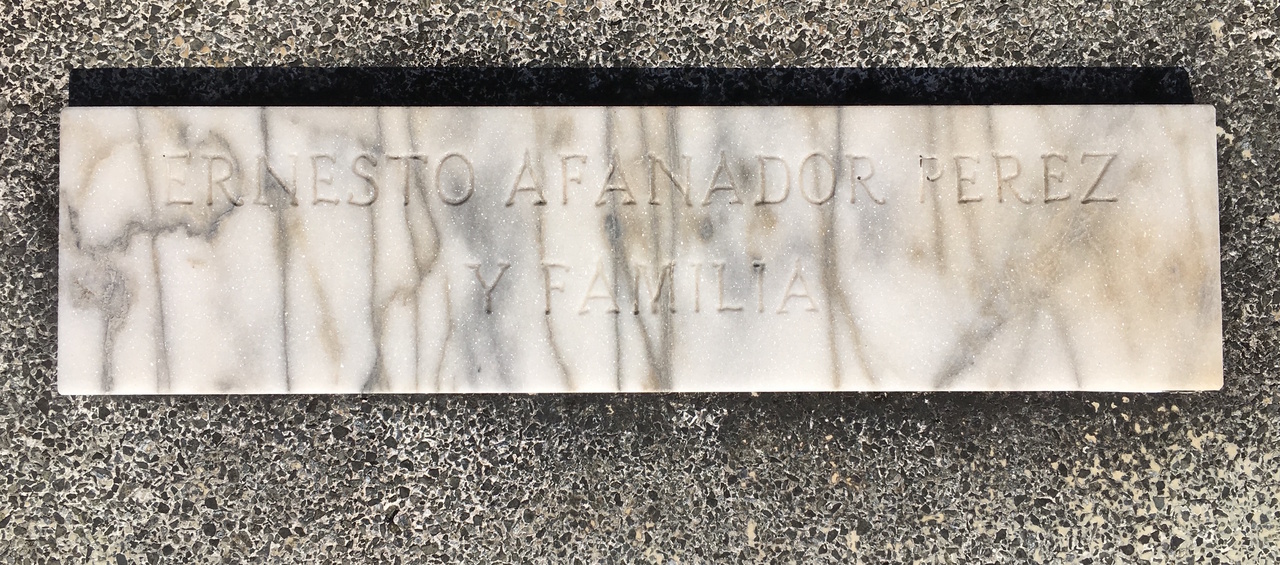 ERNESTO AFANADOR PEREZ
Y FAMILIA